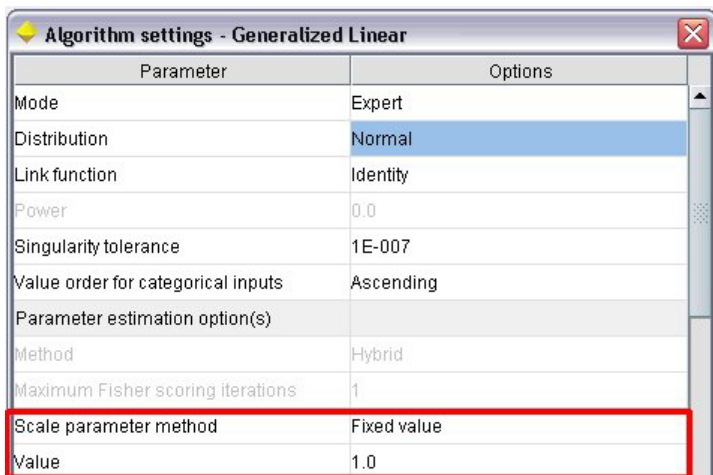 Algorithm settings - Generalized Linear
Parameter Options
Mode Expert
Distribution Normal
Link function Identity
Power 0.0
Singularity tolerance 1E-007
Value order for categorical inputs Ascending
Parameter estimation option(s)
Method Hybrid
Maximum Fisher scoring iterations 1
Scale parameter method Fixed value
Value 1.0